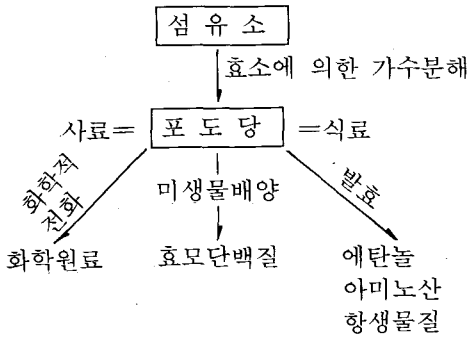 섬 유 소
효소에 의한 가수분해
사료= 포 도 당 =식료
화학적
전화
미생물배양
발효
화학원료
효모단백질
에탄놀
아미노산
항생물질